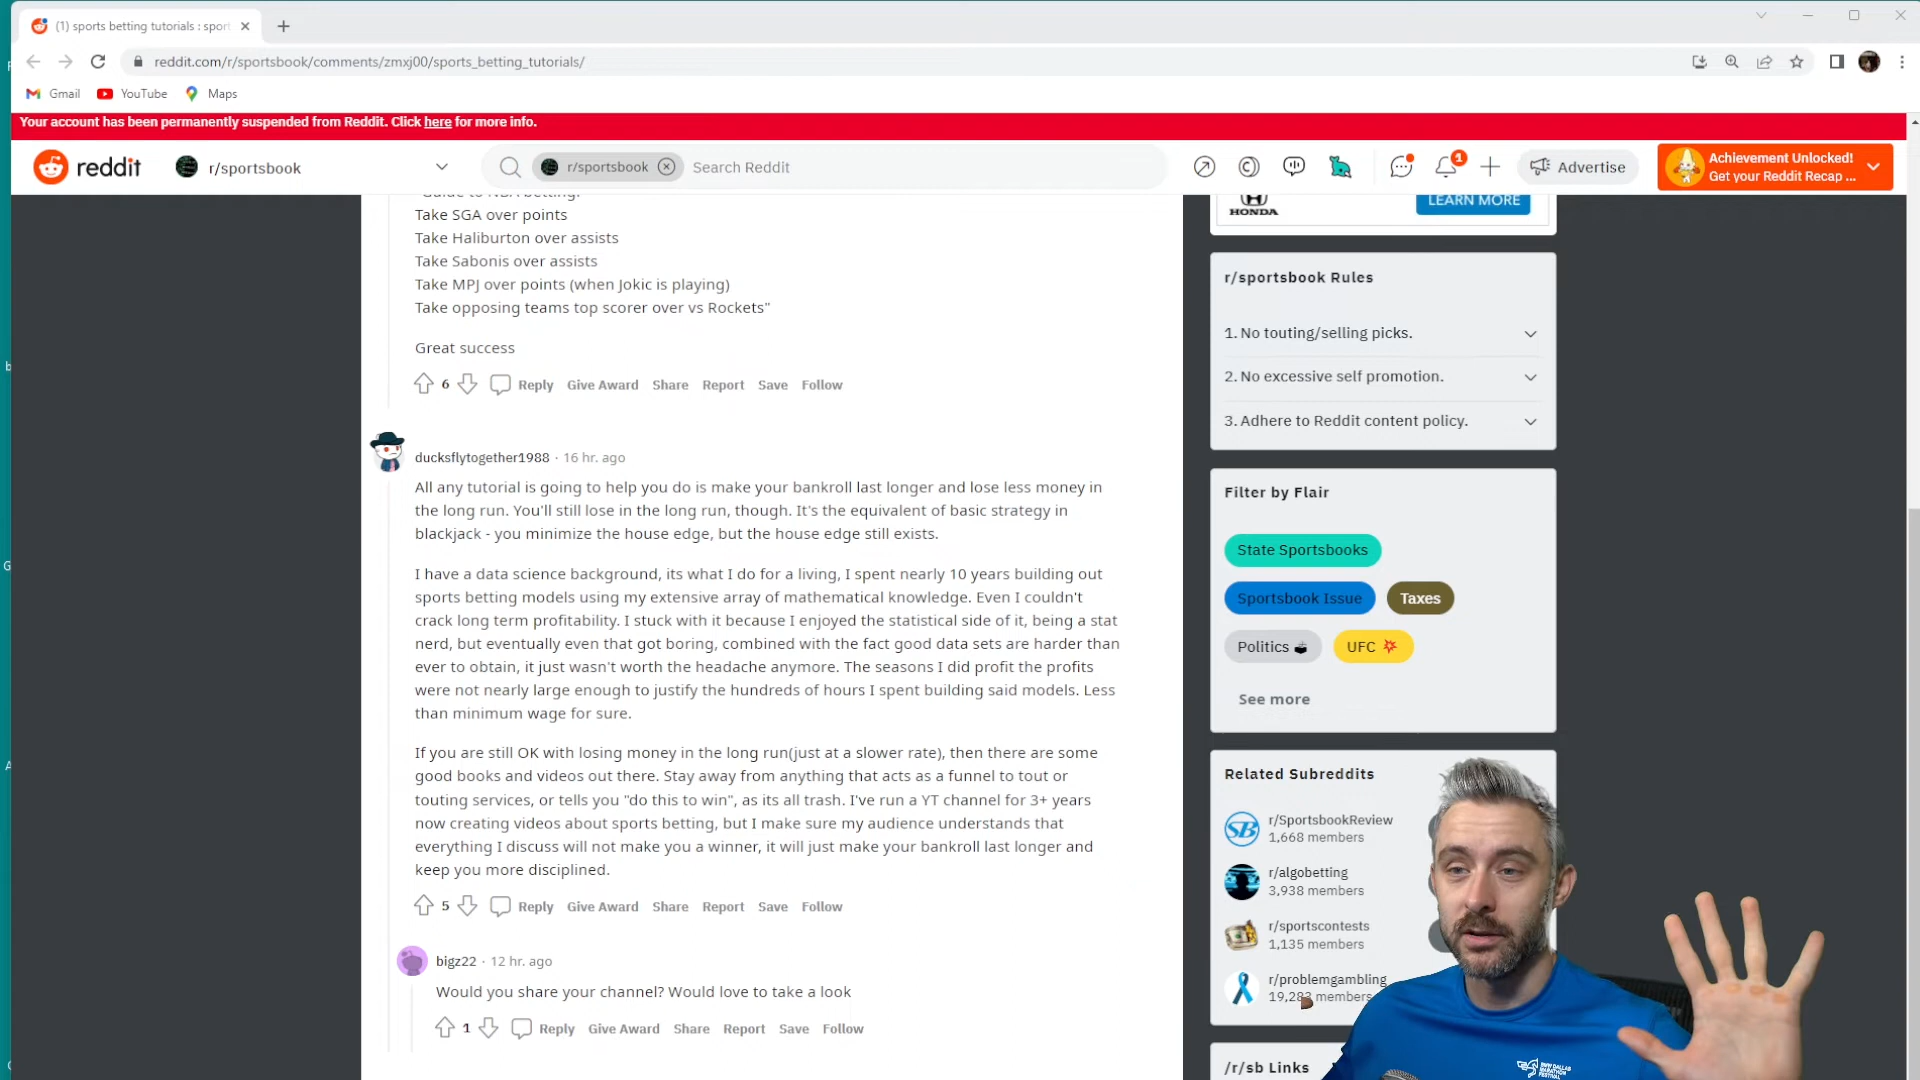 (1) sports betting tutorials : spor
reddit.com/r/sportsbook/comments/zmxj00/sports_betting_tutorials/
Gmail YouTube Maps
Your account has been permanently suspended from Reddit. Click here for more info.
reddit r/sportsbook r/sportsbook Search Reddit 1 Advertise
Achievement Unlocked!
Get your Reddit Recap ...
"Guide to NBA betting:
Take SGA over points
Take Haliburton over assists
Take Sabonis over assists
Take MPJ over points (when Jokic is playing)
Take opposing teams top scorer over vs Rockets"
Great success
6 Reply Give Award Share Report Save Follow
ducksflytogether1988 · 16 hr. ago
All any tutorial is going to help you do is make your bankroll last longer and lose less money in
the long run. You'll still lose in the long run, though. It's the equivalent of basic strategy in
blackjack - you minimize the house edge, but the house edge still exists.
I have a data science background, its what I do for a living, I spent nearly 10 years building out
sports betting models using my extensive array of mathematical knowledge. Even I couldn't
crack long term profitability. I stuck with it because I enjoyed the statistical side of it, being a stat
nerd, but eventually even that got boring, combined with the fact good data sets are harder than
ever to obtain, it just wasn't worth the headache anymore. The seasons I did profit the profits
were not nearly large enough to justify the hundreds of hours I spent building said models. Less
than minimum wage for sure.
If you are still OK with losing money in the long run(just at a slower rate), then there are some
good books and videos out there. Stay away from anything that acts as a funnel to tout or
touting services, or tells you "do this to win", as its all trash. I've run a YT channel for 3+ years
now creating videos about sports betting, but I make sure my audience understands that
everything I discuss will not make you a winner, it will just make your bankroll last longer and
keep you more disciplined.
5 Reply Give Award Share Report Save Follow
bigz22 · 12 hr. ago
Would you share your channel? Would love to take a look
1 Reply Give Award Share Report Save Follow
HONDA LEARN MORE
r/sportsbook Rules
1. No touting/selling picks.
2. No excessive self promotion.
3. Adhere to Reddit content policy.
Filter by Flair
State Sportsbooks
Sportsbook Issue Taxes
Politics UFC
See more
Related Subreddits
SB
r/SportsbookReview
1,668 members
r/algobetting
3,938 members
r/sportscontests
1,135 members
r/problemgambling
19,283 members
/r/sb Links
BMW DALLAS
MARATHON
FESTIVAL